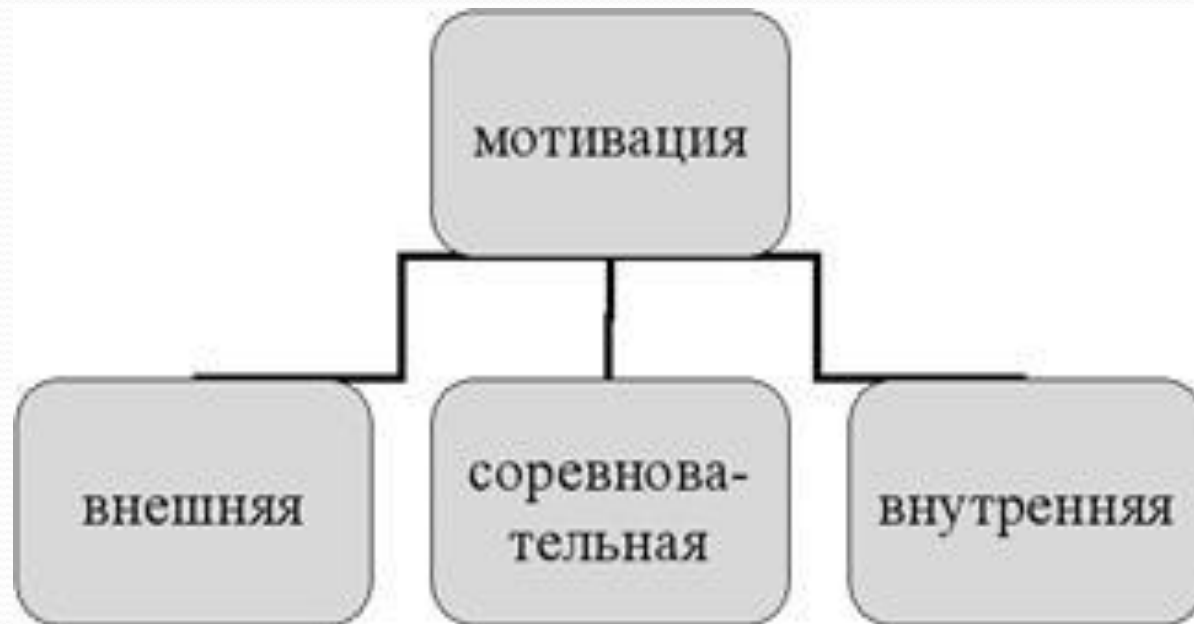 мотивация
внешняя
соревнова-
тельная
внутренняя